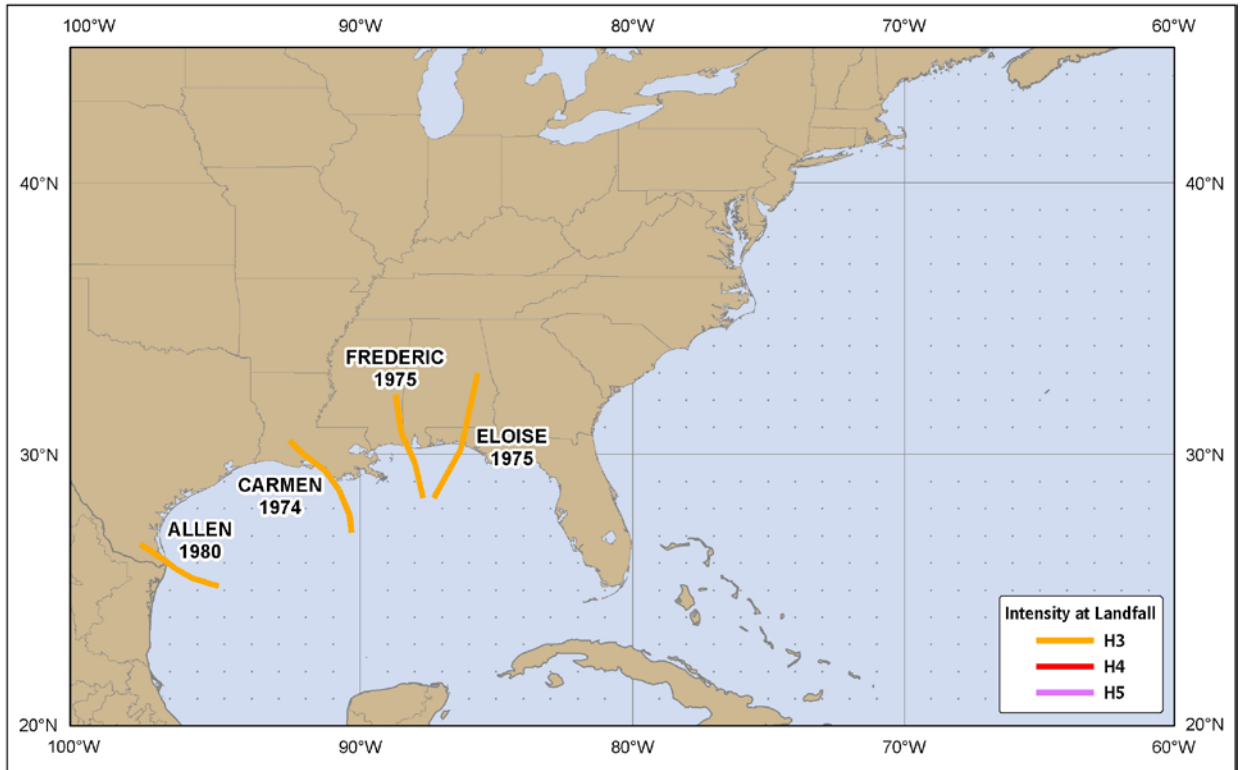 100°W
90°W
80°W
70°W
60°W
40°N
40°N
FREDERIC
1975
ELOISE
1975
30°N
30°N
CARMEN
1974
ALLEN
1980
Intensity at Landfall
H3
H4
H5
20°N
20°N
100°W
90°W
80°W
70°W
60°W